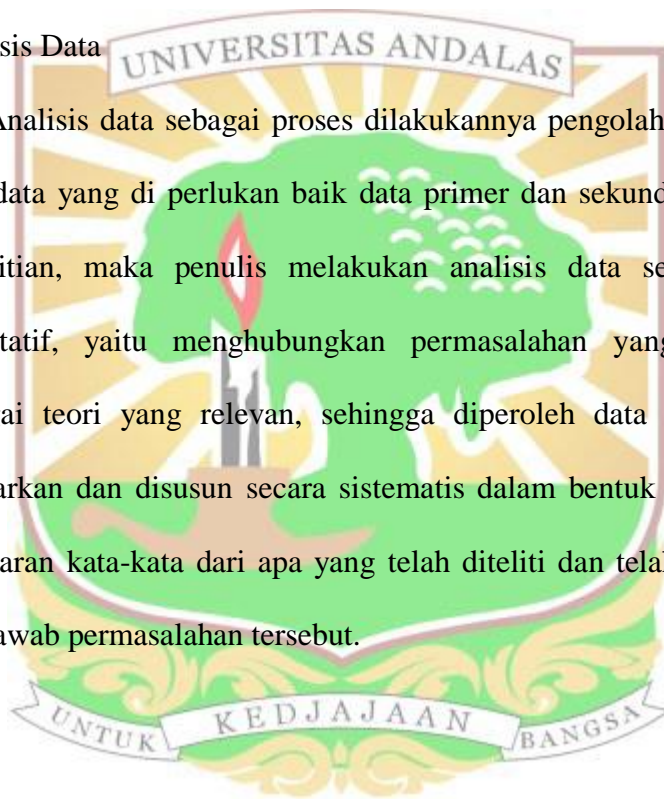 sis Data
UNIVERSITAS ANDALAS
Analisis data sebagai proses dilakukannya pengolah
data yang di perlukan baik data primer dan sekund
itian, maka penulis melakukan analisis data se
tatif, yaitu menghubungkan permasalahan yang
ai teori yang relevan, sehingga diperoleh data
arkan dan disusun secara sistematis dalam bentuk
aran kata-kata dari apa yang telah diteliti dan telal
awab permasalahan tersebut.
UNTUK KEDJAJAAN BANGSA